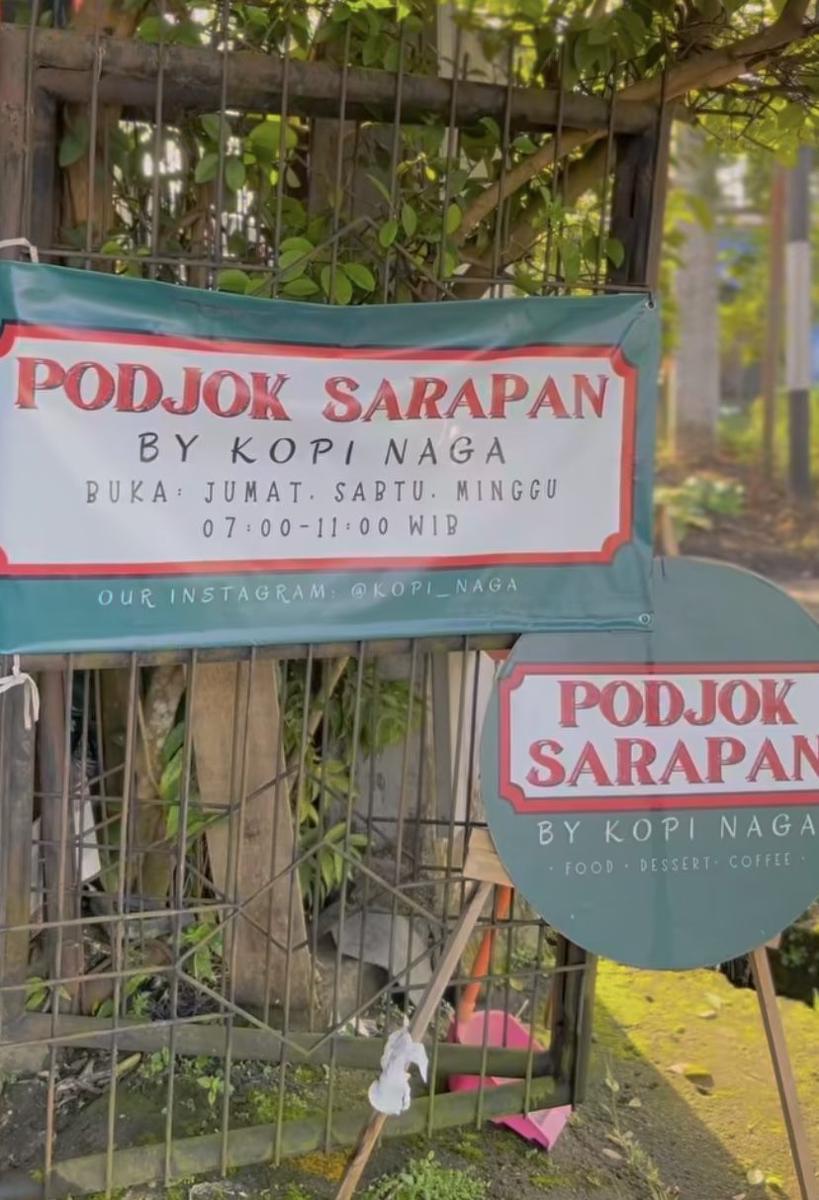 PODJOK SARAPAN
BY KOPI NAGA
BUKA: JUMAT. SABTU. MINGGU
07:00-11:00 WIB
OUR INSTAGRAM: @KOPI_NAGA
PODJOK
SARAPAN
BY KOPI NAGA
· FOOD · DESSERT · COFFEE ·